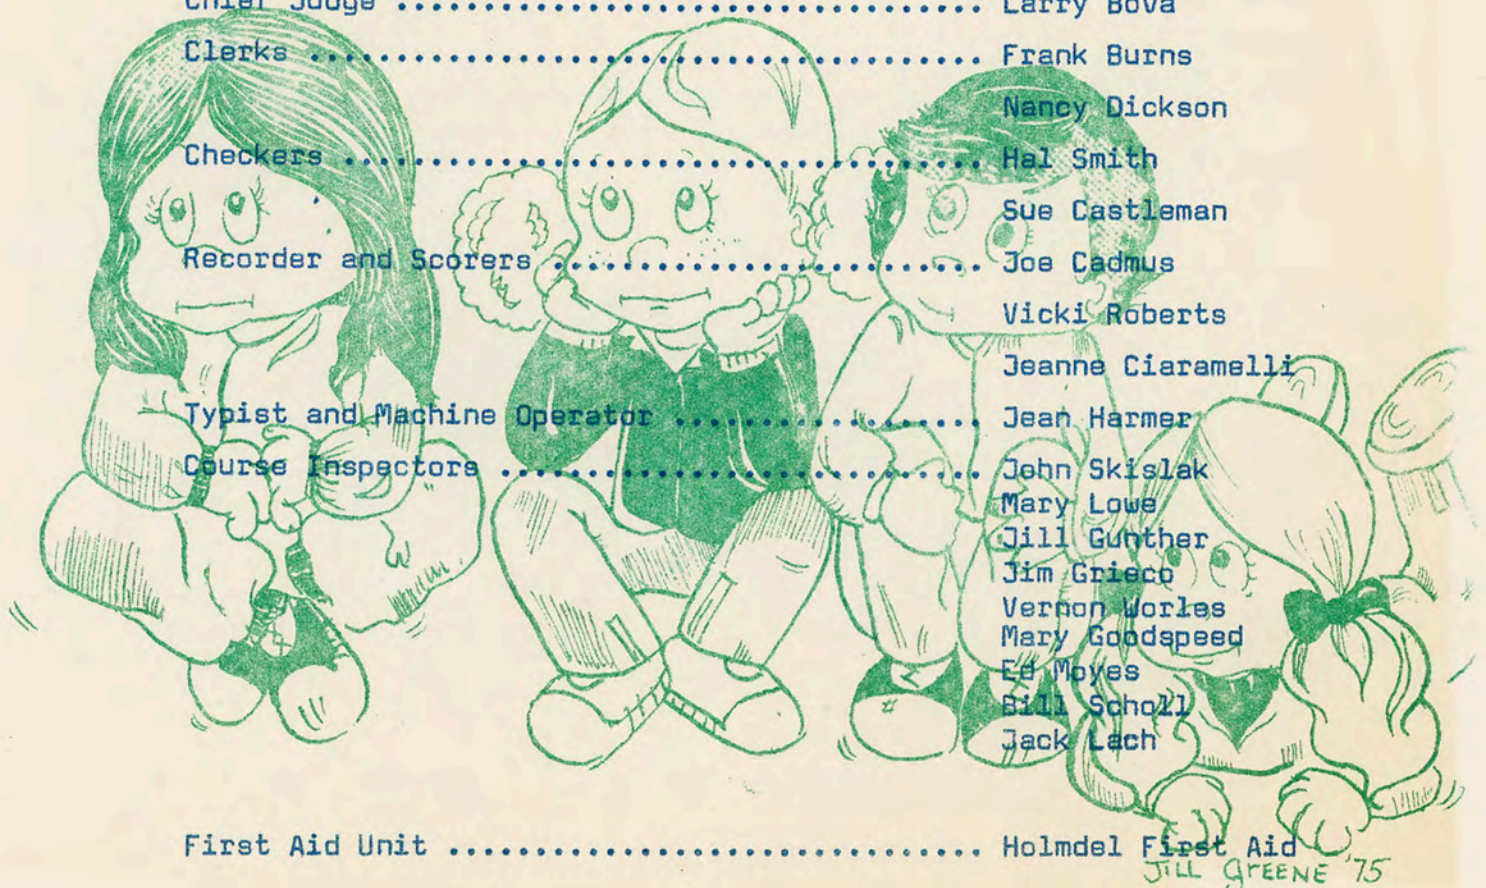 Chief Judge .................................. Larry Bova
Clerks ....................................... Frank Burns
Nancy Dickson
Checkers ..................................... Hal Smith
Sue Castleman
Recorder and Scorers ......................... Joe Cadmus
Vicki Roberts
Jeanne Ciaramelli
Typist and Machine Operator .................. Jean Harmer
Course Inspectors ............................ John Skislak
Mary Lowe
Jill Gunther
Jim Grieco
Vernon Worles
Mary Goodspeed
Ed Moyes
Bill Scholl
Jack Lach
First Aid Unit ............................... Holmdel First Aid
JILL GREENE '75